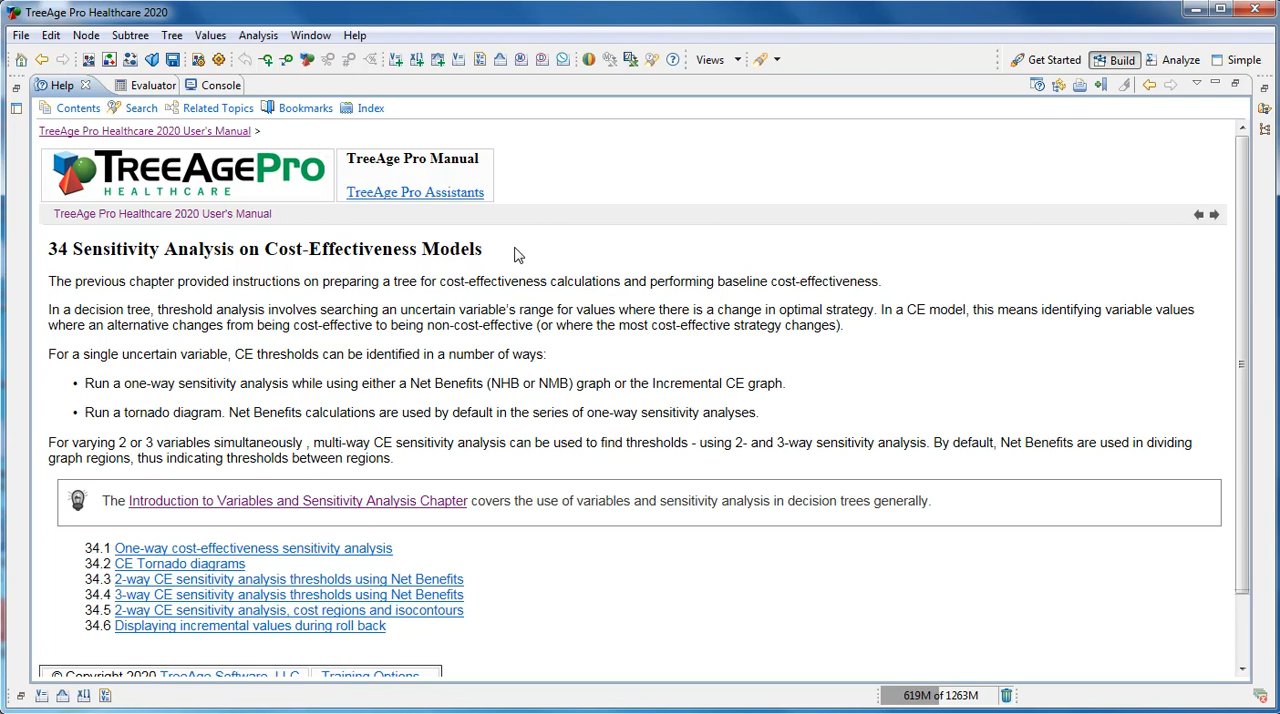 TreeAge Pro Healthcare 2020
File Edit Node Subtree Tree Values Analysis Window Help
Views Get Started Build Analyze Simple
Help Evaluator Console
Contents Search Related Topics Bookmarks Index
TreeAge Pro Healthcare 2020 User's Manual >
TREEAGEPRO
HEALTHCARE
TreeAge Pro Manual
TreeAge Pro Assistants
TreeAge Pro Healthcare 2020 User's Manual
34 Sensitivity Analysis on Cost-Effectiveness Models
The previous chapter provided instructions on preparing a tree for cost-effectiveness calculations and performing baseline cost-effectiveness.
In a decision tree, threshold analysis involves searching an uncertain variable's range for values where there is a change in optimal strategy. In a CE model, this means identifying variable values
where an alternative changes from being cost-effective to being non-cost-effective (or where the most cost-effective strategy changes).
For a single uncertain variable, CE thresholds can be identified in a number of ways:
• Run a one-way sensitivity analysis while using either a Net Benefits (NHB or NMB) graph or the Incremental CE graph.
• Run a tornado diagram. Net Benefits calculations are used by default in the series of one-way sensitivity analyses.
For varying 2 or 3 variables simultaneously , multi-way CE sensitivity analysis can be used to find thresholds - using 2- and 3-way sensitivity analysis. By default, Net Benefits are used in dividing
graph regions, thus indicating thresholds between regions.
The Introduction to Variables and Sensitivity Analysis Chapter covers the use of variables and sensitivity analysis in decision trees generally.
34.1 One-way cost-effectiveness sensitivity analysis
34.2 CE Tornado diagrams
34.3 2-way CE sensitivity analysis thresholds using Net Benefits
34.4 3-way CE sensitivity analysis thresholds using Net Benefits
34.5 2-way CE sensitivity analysis, cost regions and isocontours
34.6 Displaying incremental values during roll back
© Copyright 2020 TreeAge Software, LLC Training Options
619M of 1263M